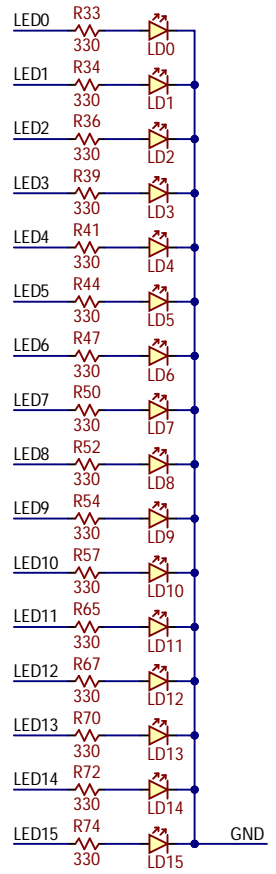 LED0 R33 330 LD0
LED1 R34 330 LD1
LED2 R36 330 LD2
LED3 R39 330 LD3
LED4 R41 330 LD4
LED5 R44 330 LD5
LED6 R47 330 LD6
LED7 R50 330 LD7
LED8 R52 330 LD8
LED9 R54 330 LD9
LED10 R57 330 LD10
LED11 R65 330 LD11
LED12 R67 330 LD12
LED13 R70 330 LD13
LED14 R72 330 LD14
LED15 R74 330 LD15 GND